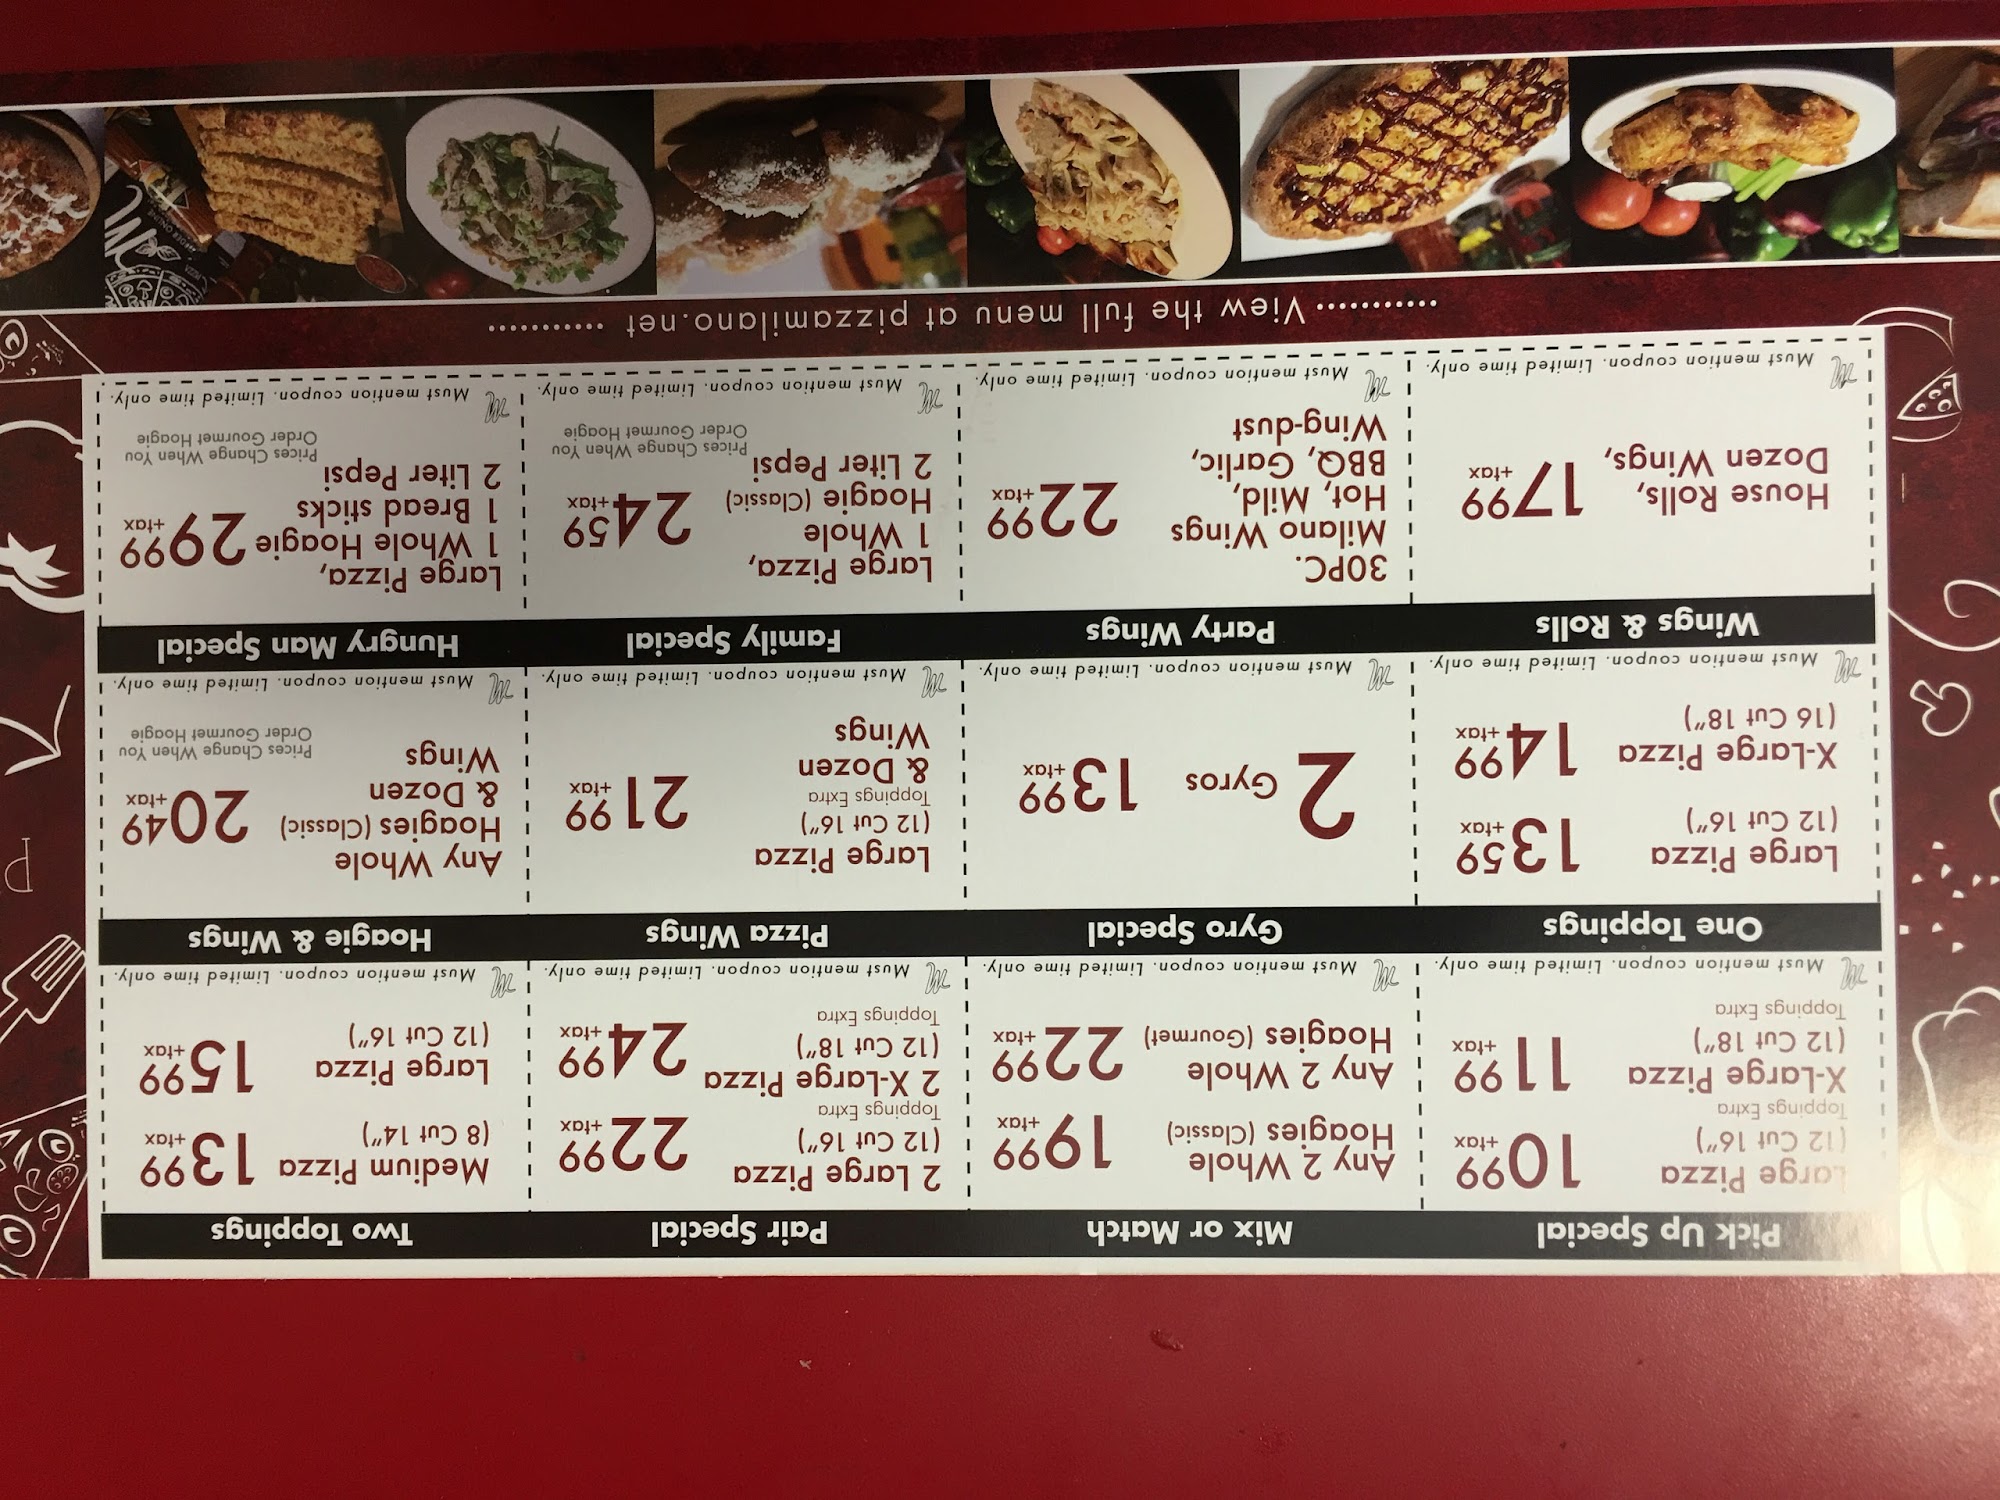 Pick Up Special
Large Pizza
(12 Cut 16")
Toppings Extra
10 99 +tax
X-Large Pizza
(12 Cut 18")
Toppings Extra
11 99 +tax
Must mention coupon. Limited time only.
Mix or Match
Any 2 Whole
Hoagies (Classic)
19 99 +tax
Any 2 Whole
Hoagies (Gourmet)
22 99 +tax
Must mention coupon. Limited time only.
Pair Special
2 Large Pizza
(12 Cut 16")
Toppings Extra
22 99 +tax
2 X-Large Pizza
(12 Cut 18")
Toppings Extra
24 99 +tax
Must mention coupon. Limited time only.
Two Toppings
Medium Pizza
(8 Cut 14")
13 99 +tax
Large Pizza
(12 Cut 16")
15 99 +tax
Must mention coupon. Limited time only.
One Toppings
Large Pizza
(12 Cut 16")
13 59 +tax
X-Large Pizza
(16 Cut 18")
14 99 +tax
Must mention coupon. Limited time only.
Gyro Special
2 Gyros
13 99 +tax
Must mention coupon. Limited time only.
Pizza Wings
Large Pizza
(12 Cut 16")
Toppings Extra
& Dozen
Wings
21 99 +tax
Must mention coupon. Limited time only.
Hoagie & Wings
Any Whole
Hoagies (Classic)
& Dozen
Wings
20 49 +tax
Prices Change When You
Order Gourmet Hoagie
Must mention coupon. Limited time only.
Wings & Rolls
House Rolls,
Dozen Wings,
17 99 +tax
Must mention coupon. Limited time only.
Party Wings
30PC.
Milano Wings
Hot, Mild,
BBQ, Garlic,
Wing-dust
22 99 +tax
Must mention coupon. Limited time only.
Family Special
Large Pizza,
1 Whole
Hoagie (Classic)
2 Liter Pepsi
24 59 +tax
Prices Change When You
Order Gourmet Hoagie
Must mention coupon. Limited time only.
Hungry Man Special
Large Pizza,
1 Whole Hoagie
1 Bread sticks
2 Liter Pepsi
29 99 +tax
Prices Change When You
Order Gourmet Hoagie
Must mention coupon. Limited time only.
............ View the full menu at pizzamilano.net ............